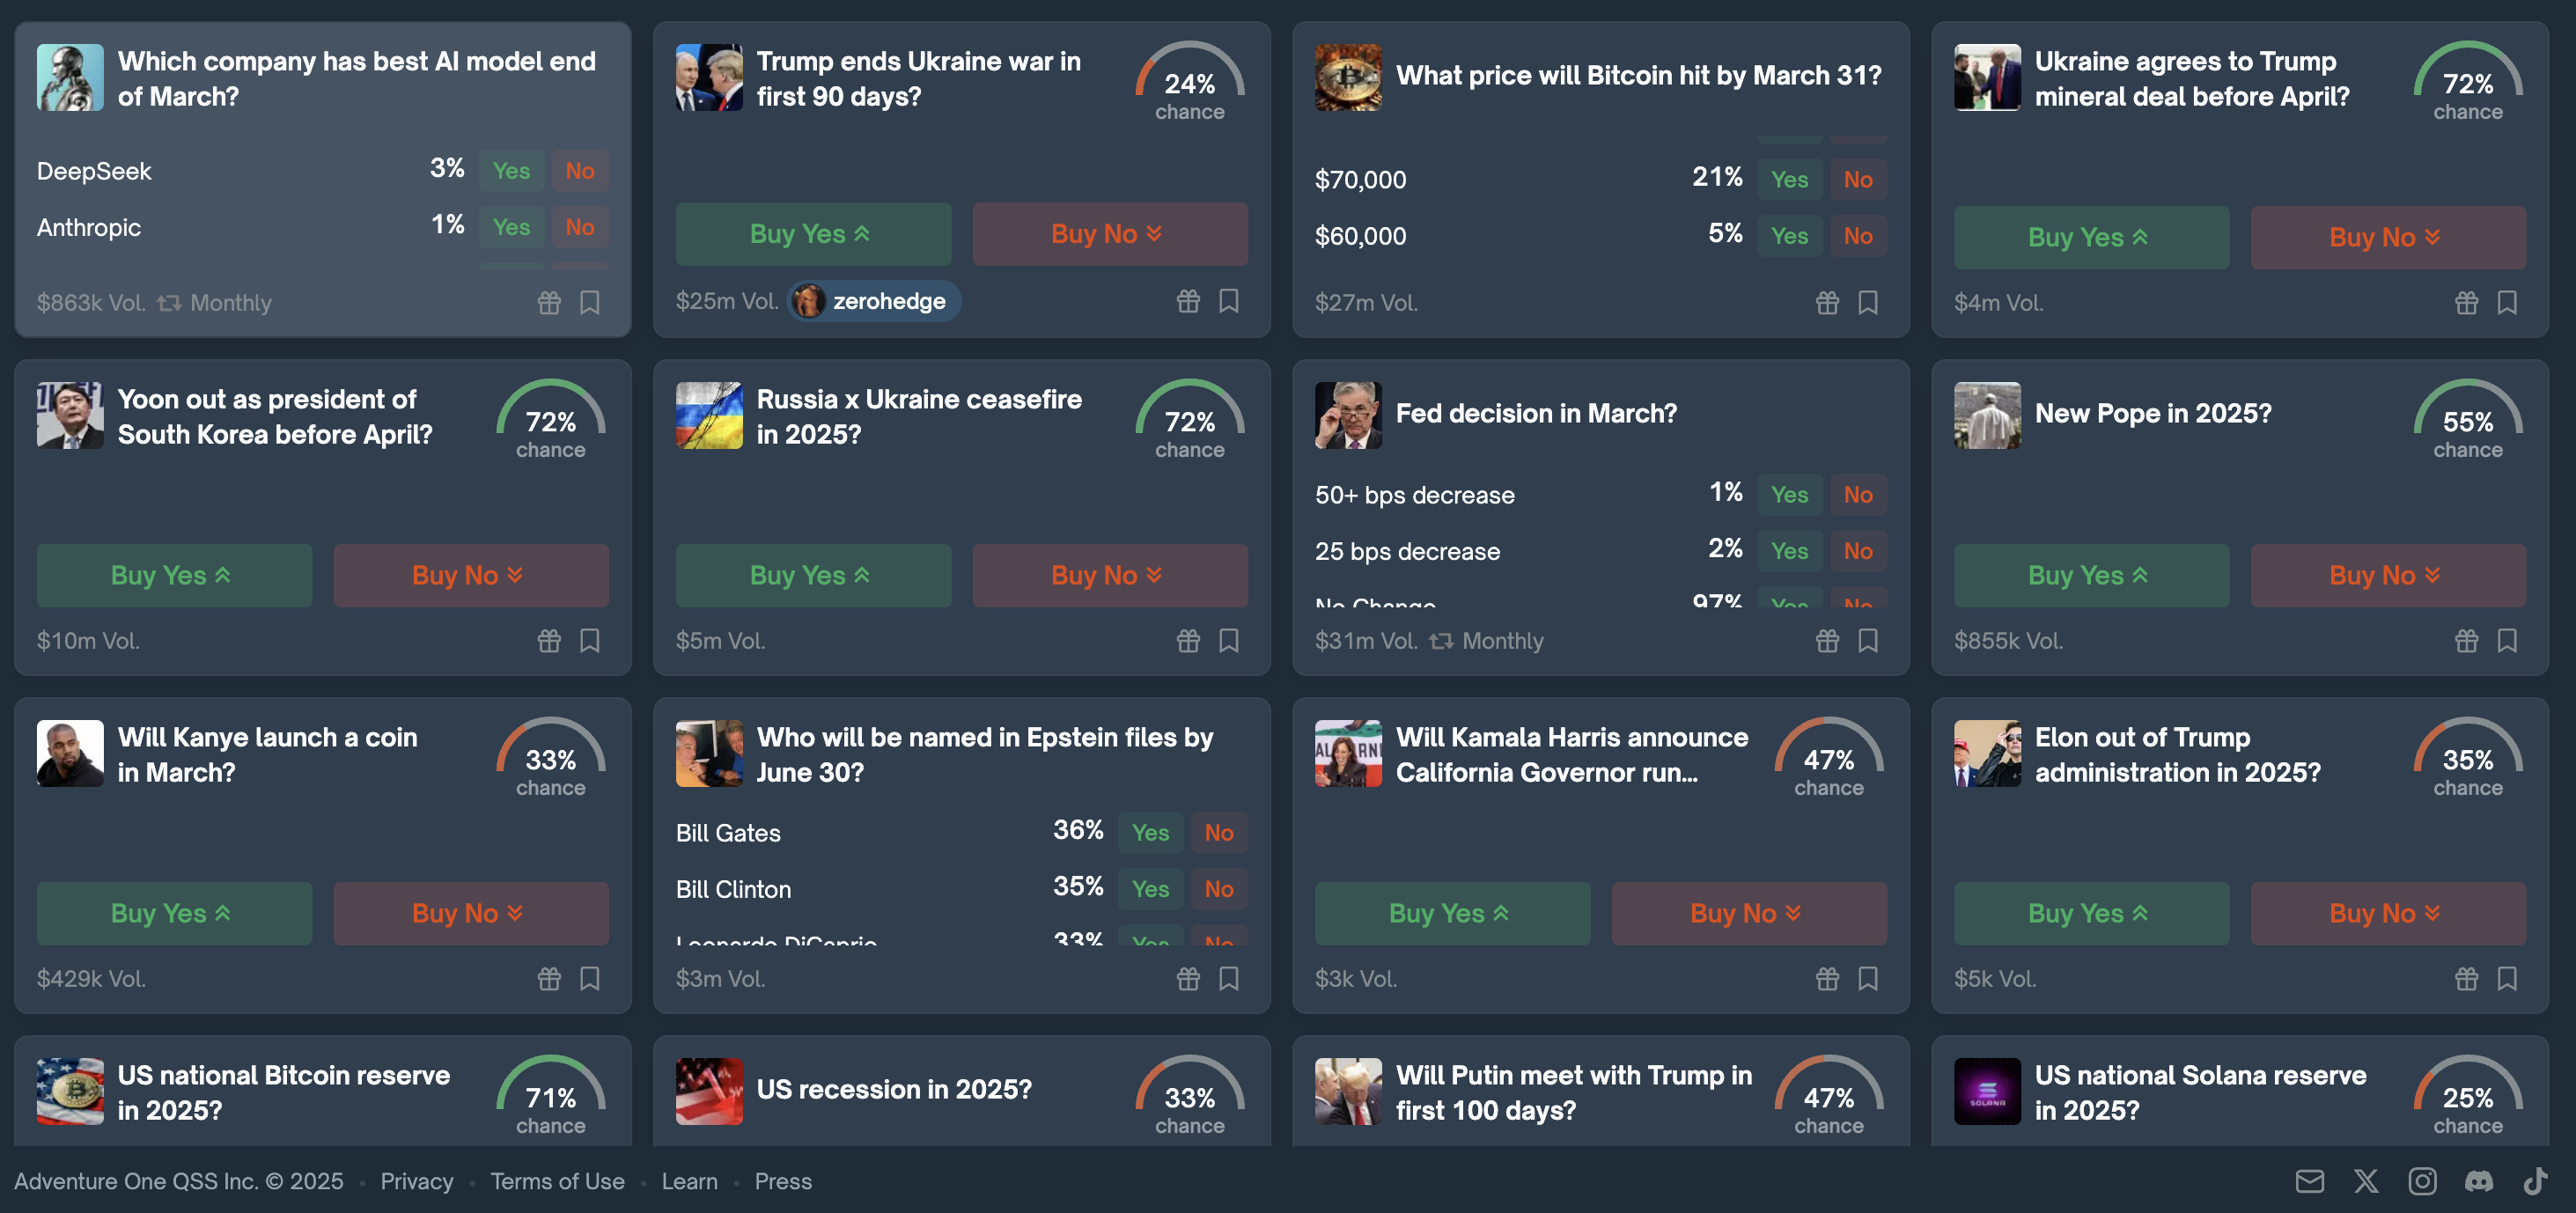 Which company has best AI model end
of March?
DeepSeek 3% Yes No
Anthropic 1% Yes No
$863k Vol. Monthly
Trump ends Ukraine war in
first 90 days?
24%
chance
Buy Yes Buy No
$25m Vol. zerohedge
What price will Bitcoin hit by March 31?
$70,000 21% Yes No
$60,000 5% Yes No
$27m Vol.
Ukraine agrees to Trump
mineral deal before April?
72%
chance
Buy Yes Buy No
$4m Vol.
Yoon out as president of
South Korea before April?
72%
chance
Buy Yes Buy No
$10m Vol.
Russia x Ukraine ceasefire
in 2025?
72%
chance
Buy Yes Buy No
$5m Vol.
Fed decision in March?
50+ bps decrease 1% Yes No
25 bps decrease 2% Yes No
No Change 97% Yes No
$31m Vol. Monthly
New Pope in 2025?
55%
chance
Buy Yes Buy No
$855k Vol.
Will Kanye launch a coin
in March?
33%
chance
Buy Yes Buy No
$429k Vol.
Who will be named in Epstein files by
June 30?
Bill Gates 36% Yes No
Bill Clinton 35% Yes No
Leonardo DiCaprio 33% Yes No
$3m Vol.
Will Kamala Harris announce
California Governor run...
47%
chance
Buy Yes Buy No
$3k Vol.
Elon out of Trump
administration in 2025?
35%
chance
Buy Yes Buy No
$5k Vol.
US national Bitcoin reserve
in 2025?
71%
chance
US recession in 2025?
33%
chance
Will Putin meet with Trump in
first 100 days?
47%
chance
SOLANA
US national Solana reserve
in 2025?
25%
chance
Adventure One QSS Inc. © 2025 • Privacy • Terms of Use • Learn • Press